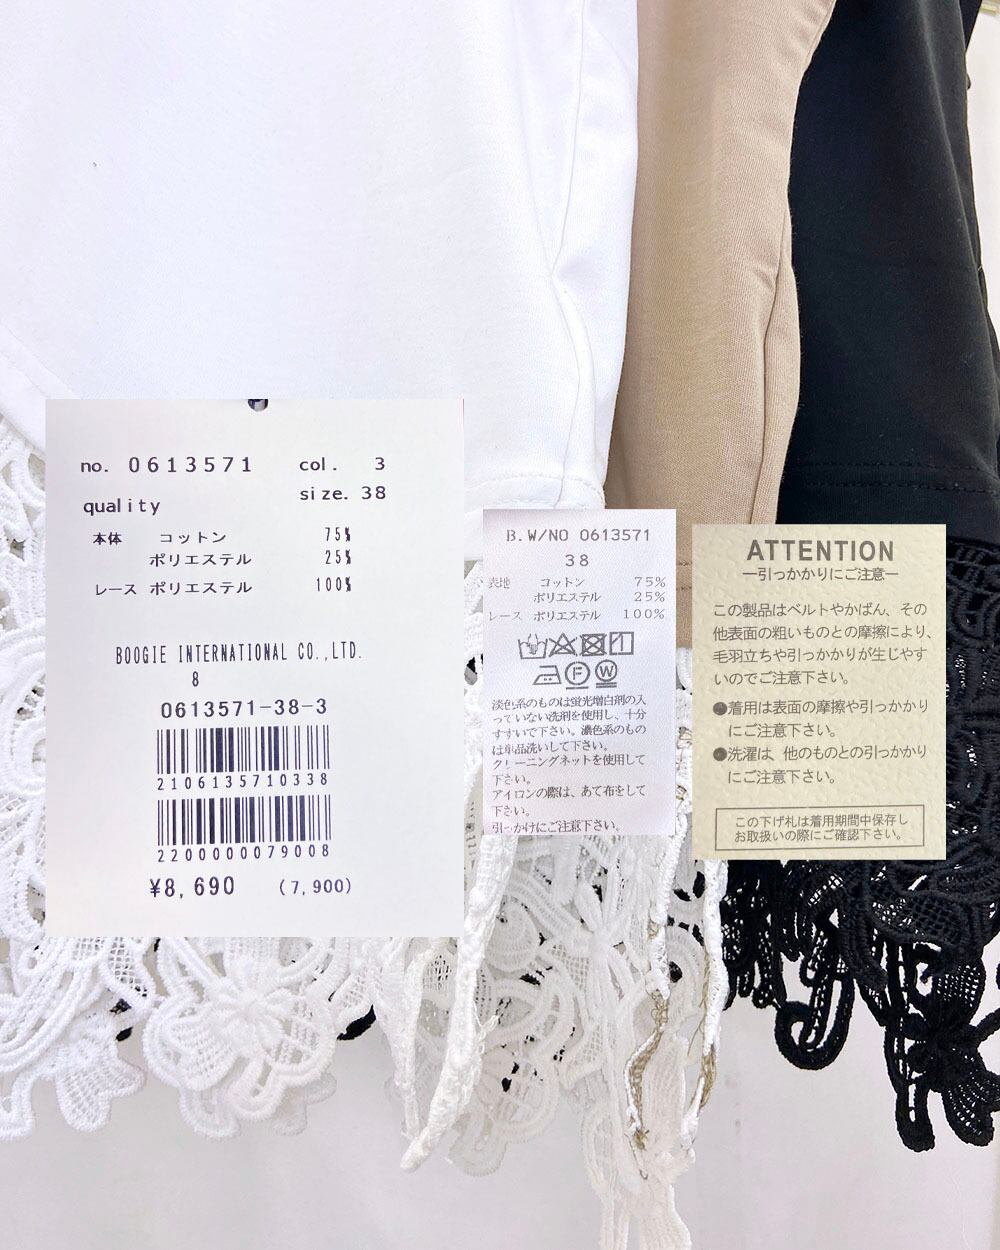 no. 0613571 col. 3
size. 38
quality
本体 コットン 75%
ポリエステル 25%
レース ポリエステル 100%
BOOGIE INTERNATIONAL CO.,LTD.
8
0613571-38-3
2106135710338
2200000079008
¥8,690 (7,900)
B.W/NO 0613571
38
表地 コットン 75%
ポリエステル 25%
レース ポリエステル 100%
淡色系のものは蛍光増白剤の入
っていない洗剤を使用し、十分
すすいで下さい。濃色系のもの
は単品洗いして下さい。
クリーニングネットを使用して
下さい。
アイロンの際は、あて布をして
下さい。
引っかけにご注意下さい。
ATTENTION
―引っかかりにご注意―
この製品はベルトやかばん、その
他表面の粗いものとの摩擦により、
毛羽立ちや引っかかりが生じやす
いのでご注意下さい。
●着用は表面の摩擦や引っかかり
にご注意下さい。
●洗濯は、他のものとの引っかかり
にご注意下さい。
この下げ札は着用期間中保存し
お取扱いの際にご確認下さい。